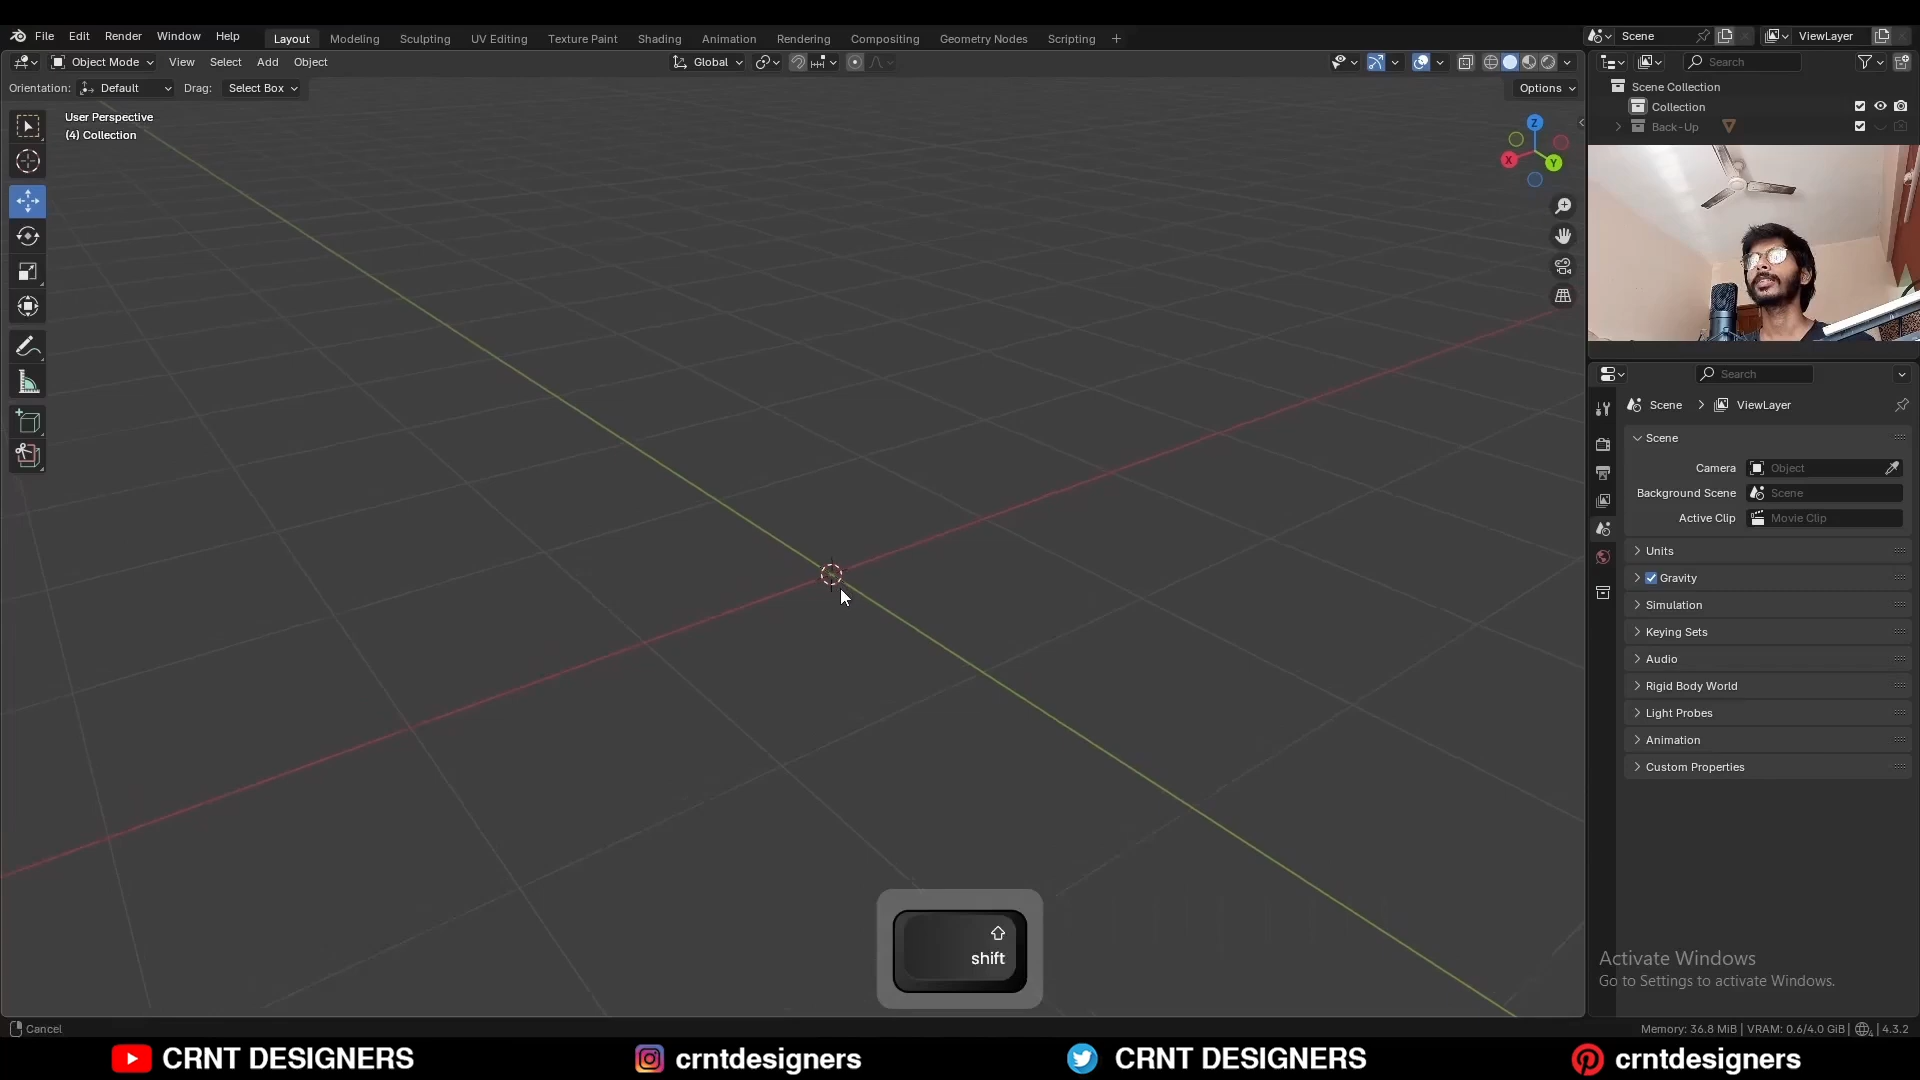 File Edit Render Window Help Layout Modeling Sculpting UV Editing Texture Paint Shading Animation Rendering Compositing Geometry Nodes Scripting + Scene ViewLayer
Object Mode View Select Add Object Global Search
Orientation: Default Drag: Select Box Options
User Perspective
(4) Collection
Z
X
Y
Scene Collection
Collection
Back-Up
Search
Scene > ViewLayer
Scene
Camera Object
Background Scene Scene
Active Clip Movie Clip
Units
Gravity
Simulation
Keying Sets
Audio
Rigid Body World
Light Probes
Animation
Custom Properties
shift
Activate Windows
Go to Settings to activate Windows.
Cancel Memory: 36.8 MiB | VRAM: 0.6/4.0 GiB | 4.3.2
CRNT DESIGNERS crntdesigners CRNT DESIGNERS crntdesigners